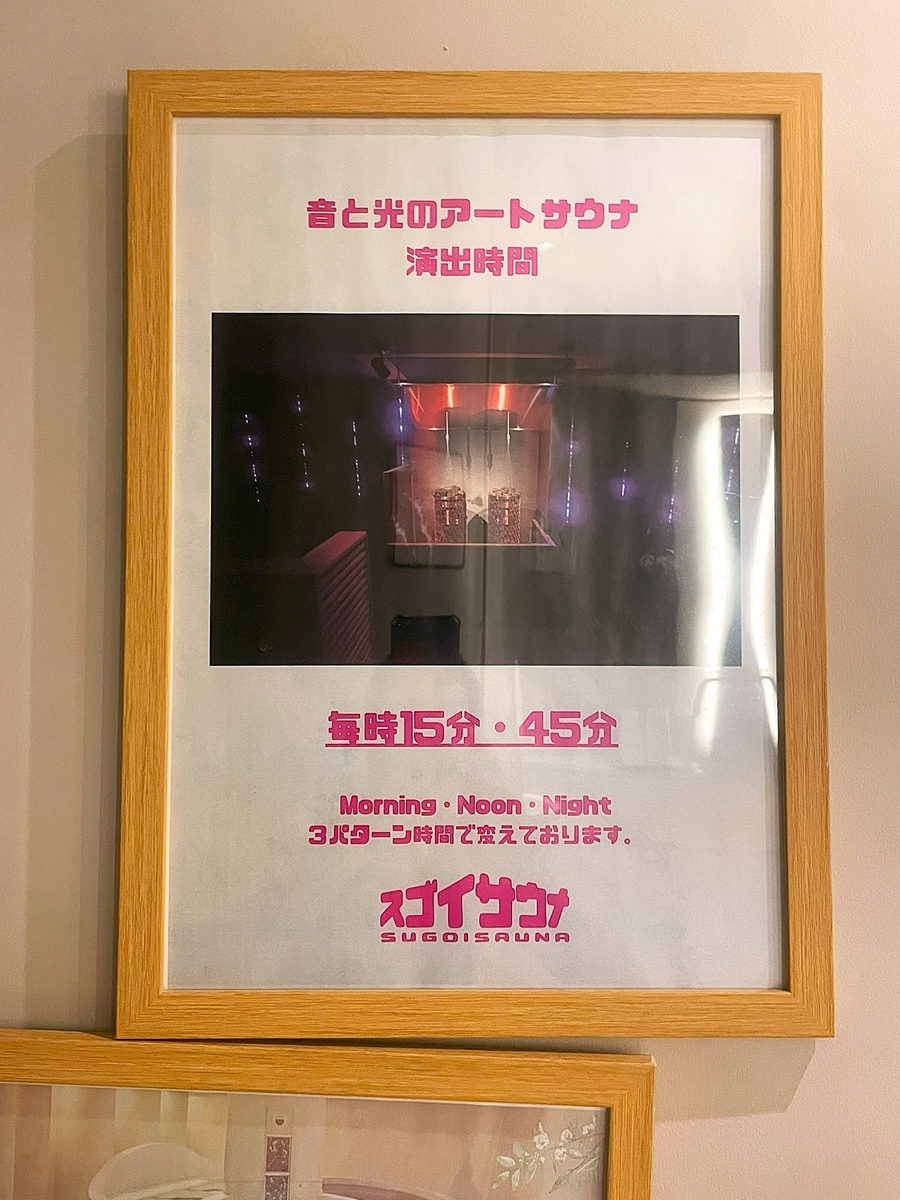 音と光のアートサウナ
演出時間
毎時15分・45分
Morning・Noon・Night
3パターン時間で変えております。
スゴイサウナ
SUGOISAUNA